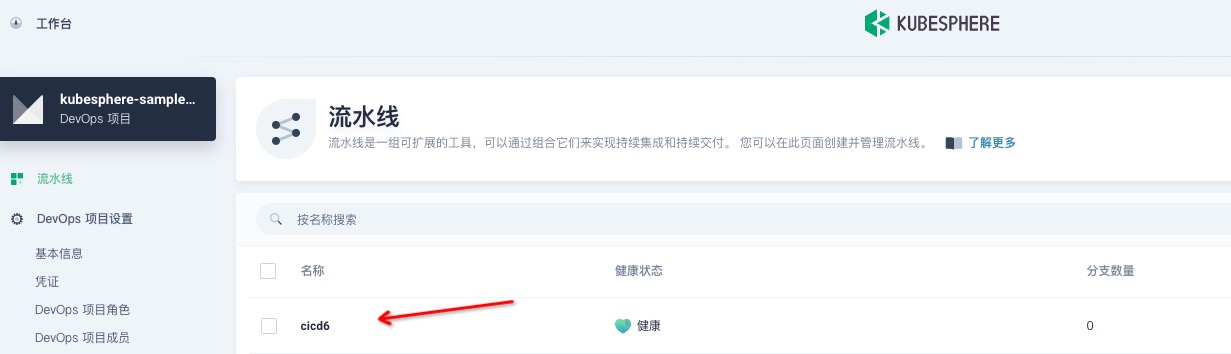 工作台
KUBESPHERE
kubesphere-sample...
DevOps 项目
流水线
流水线是一组可扩展的工具，可以通过组合它们来实现持续集成和持续交付。 您可以在此页面创建并管理流水线。 了解更多
流水线
DevOps 项目设置
基本信息
凭证
DevOps 项目角色
DevOps 项目成员
按名称搜索
名称 健康状态 分支数量
cicd6 健康 0